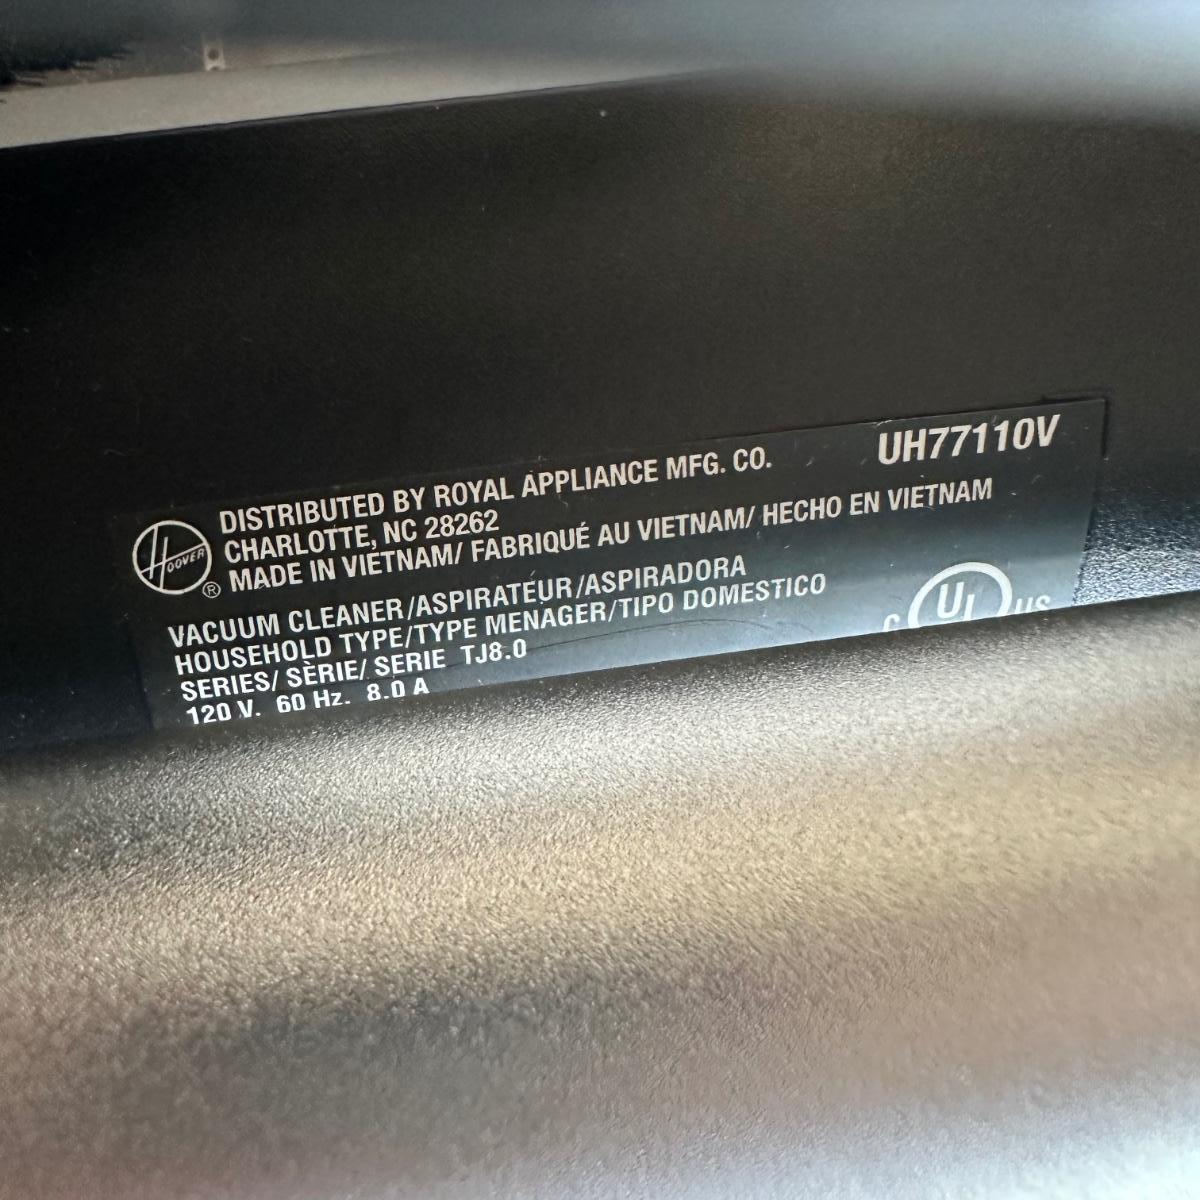 UH77110V
DISTRIBUTED BY ROYAL APPLIANCE MFG. CO.
CHARLOTTE, NC 28262
MADE IN VIETNAM/ FABRIQUÉ AU VIETNAM/ HECHO EN VIETNAM
HOOVER
®
VACUUM CLEANER/ASPIRATEUR/ASPIRADORA
HOUSEHOLD TYPE/TYPE MENAGER/TIPO DOMESTICO
SERIES/ SÈRIE/ SERIE TJ8.0
120 V. 60 Hz. 8.0 A
C UL US